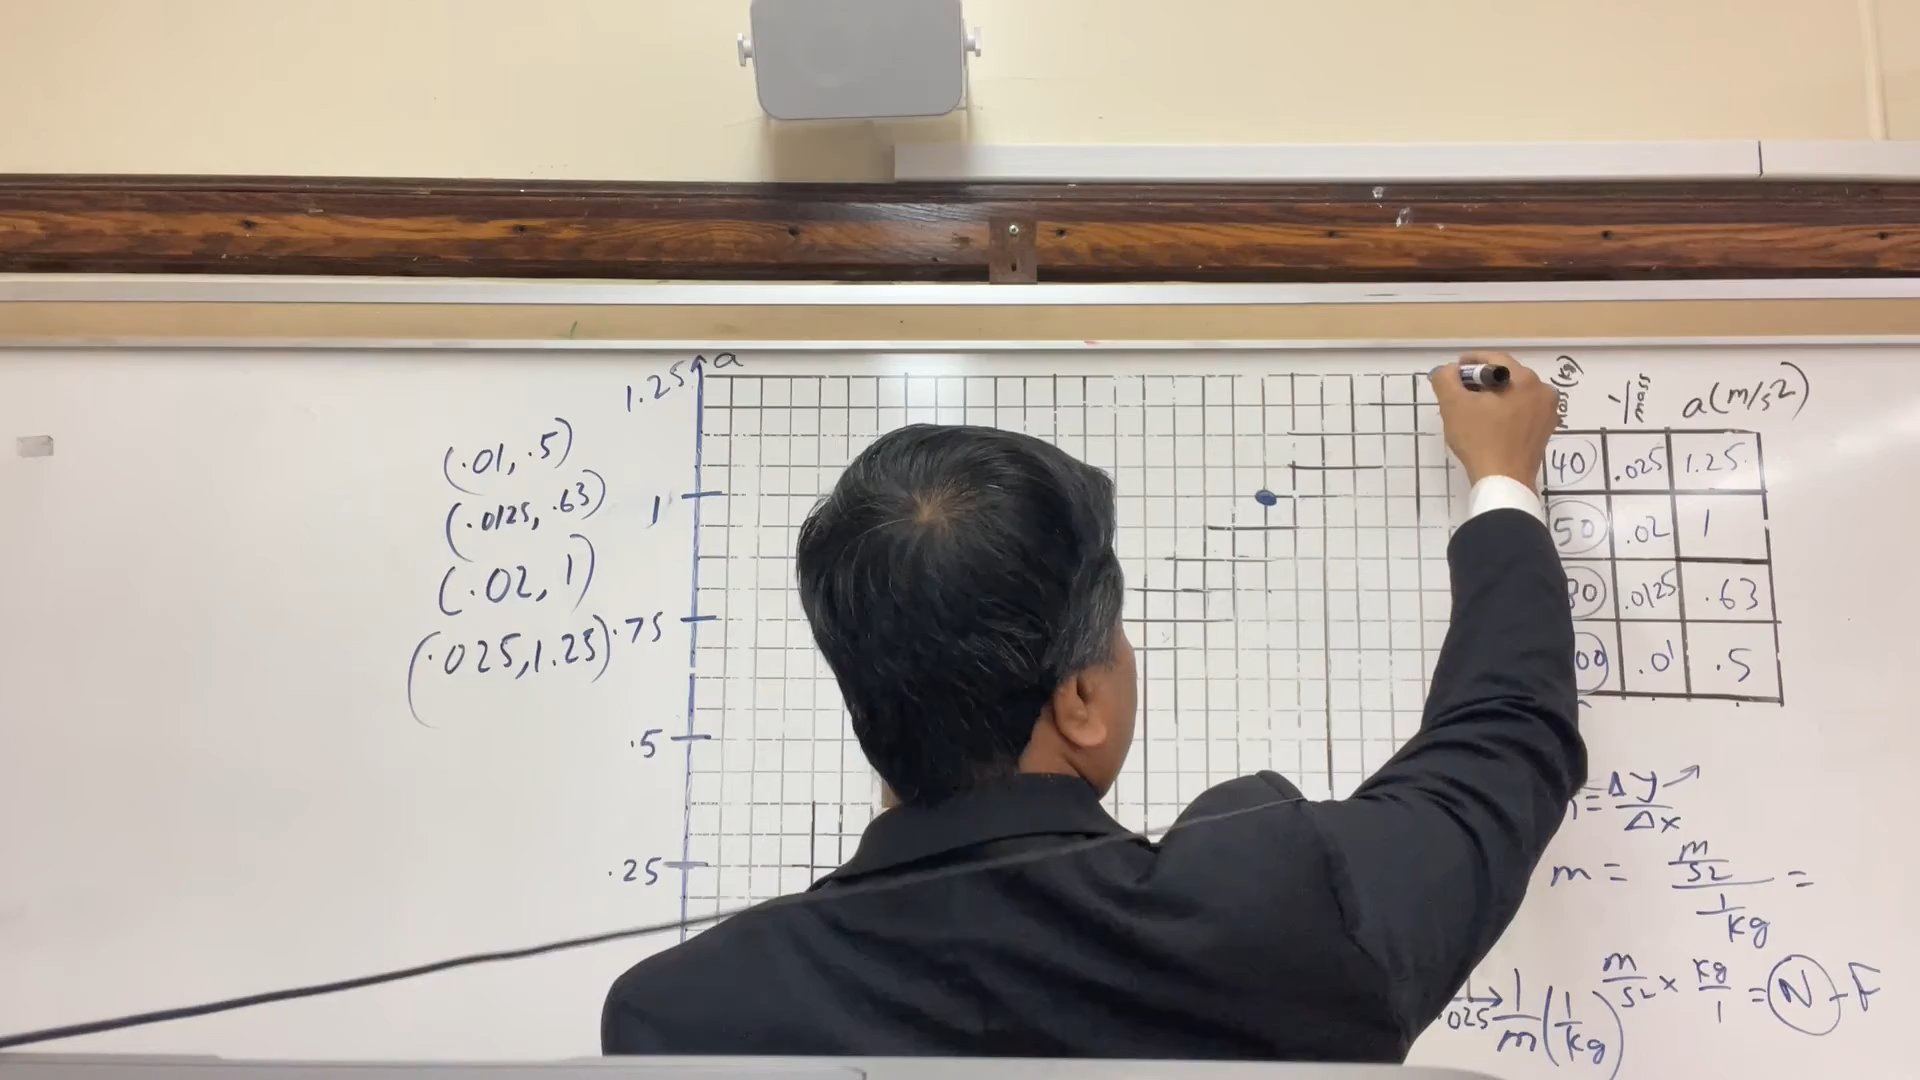 a
1.25
1
.75
.5
.25
(.01, .5)
(.0125, .63)
(.02, 1)
(.025, 1.25)
mass(kg) 1/mass a(m/s2)
40 .025 1.25
50 .02 1
80 .0125 .63
00 .01 .5
= Δy/Δx
m = m/s2 / 1/kg =
m/s2 x kg/1 = N - F
.025 1/m (1/kg)